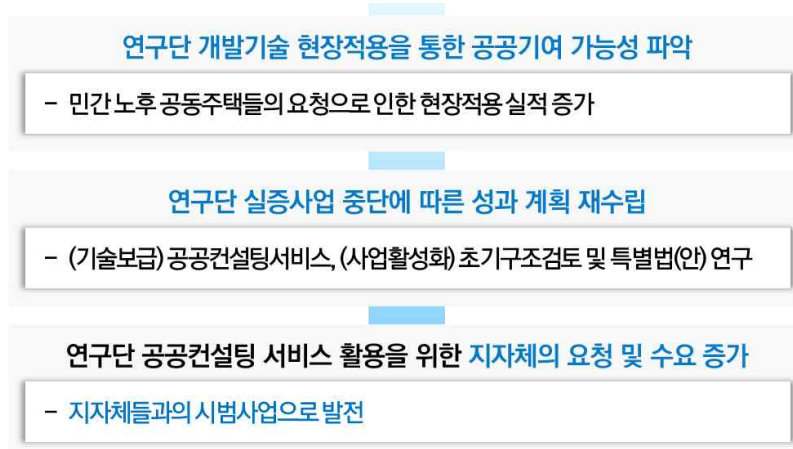 연구단 개발기술 현장적용을 통한 공공기여 가능성 파악
- 민간 노후 공동주택들의 요청으로 인한 현장적용 실적 증가
연구단 실증사업 중단에 따른 성과 계획 재수립
- (기술보급) 공공컨설팅서비스, (사업활성화) 초기구조검토 및 특별법(안) 연구
연구단 공공컨설팅 서비스 활용을 위한 지자체의 요청 및 수요 증가
- 지자체들과의 시범사업으로 발전